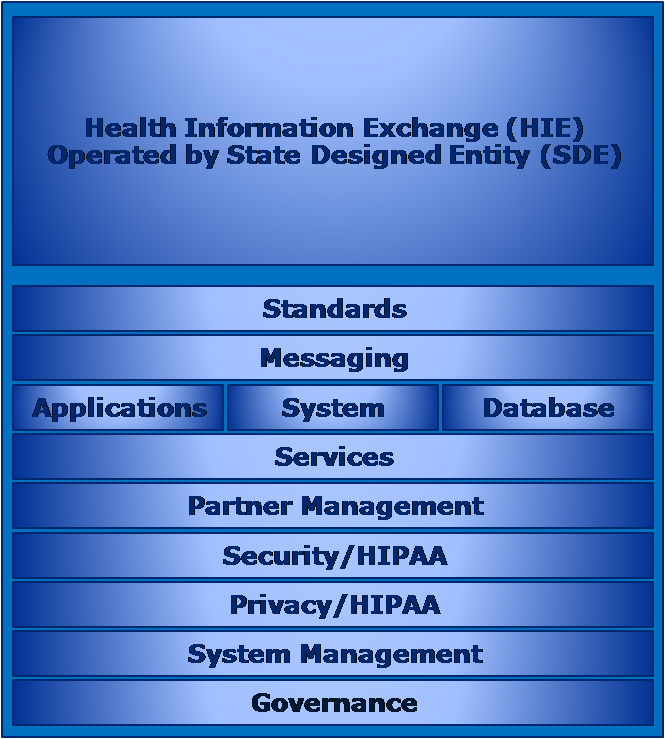 Health Information Exchange (HIE)
Operated by State Designed Entity (SDE)
Standards
Messaging
Applications System Database
Services
Partner Management
Security/HIPAA
Privacy/HIPAA
System Management
Governance